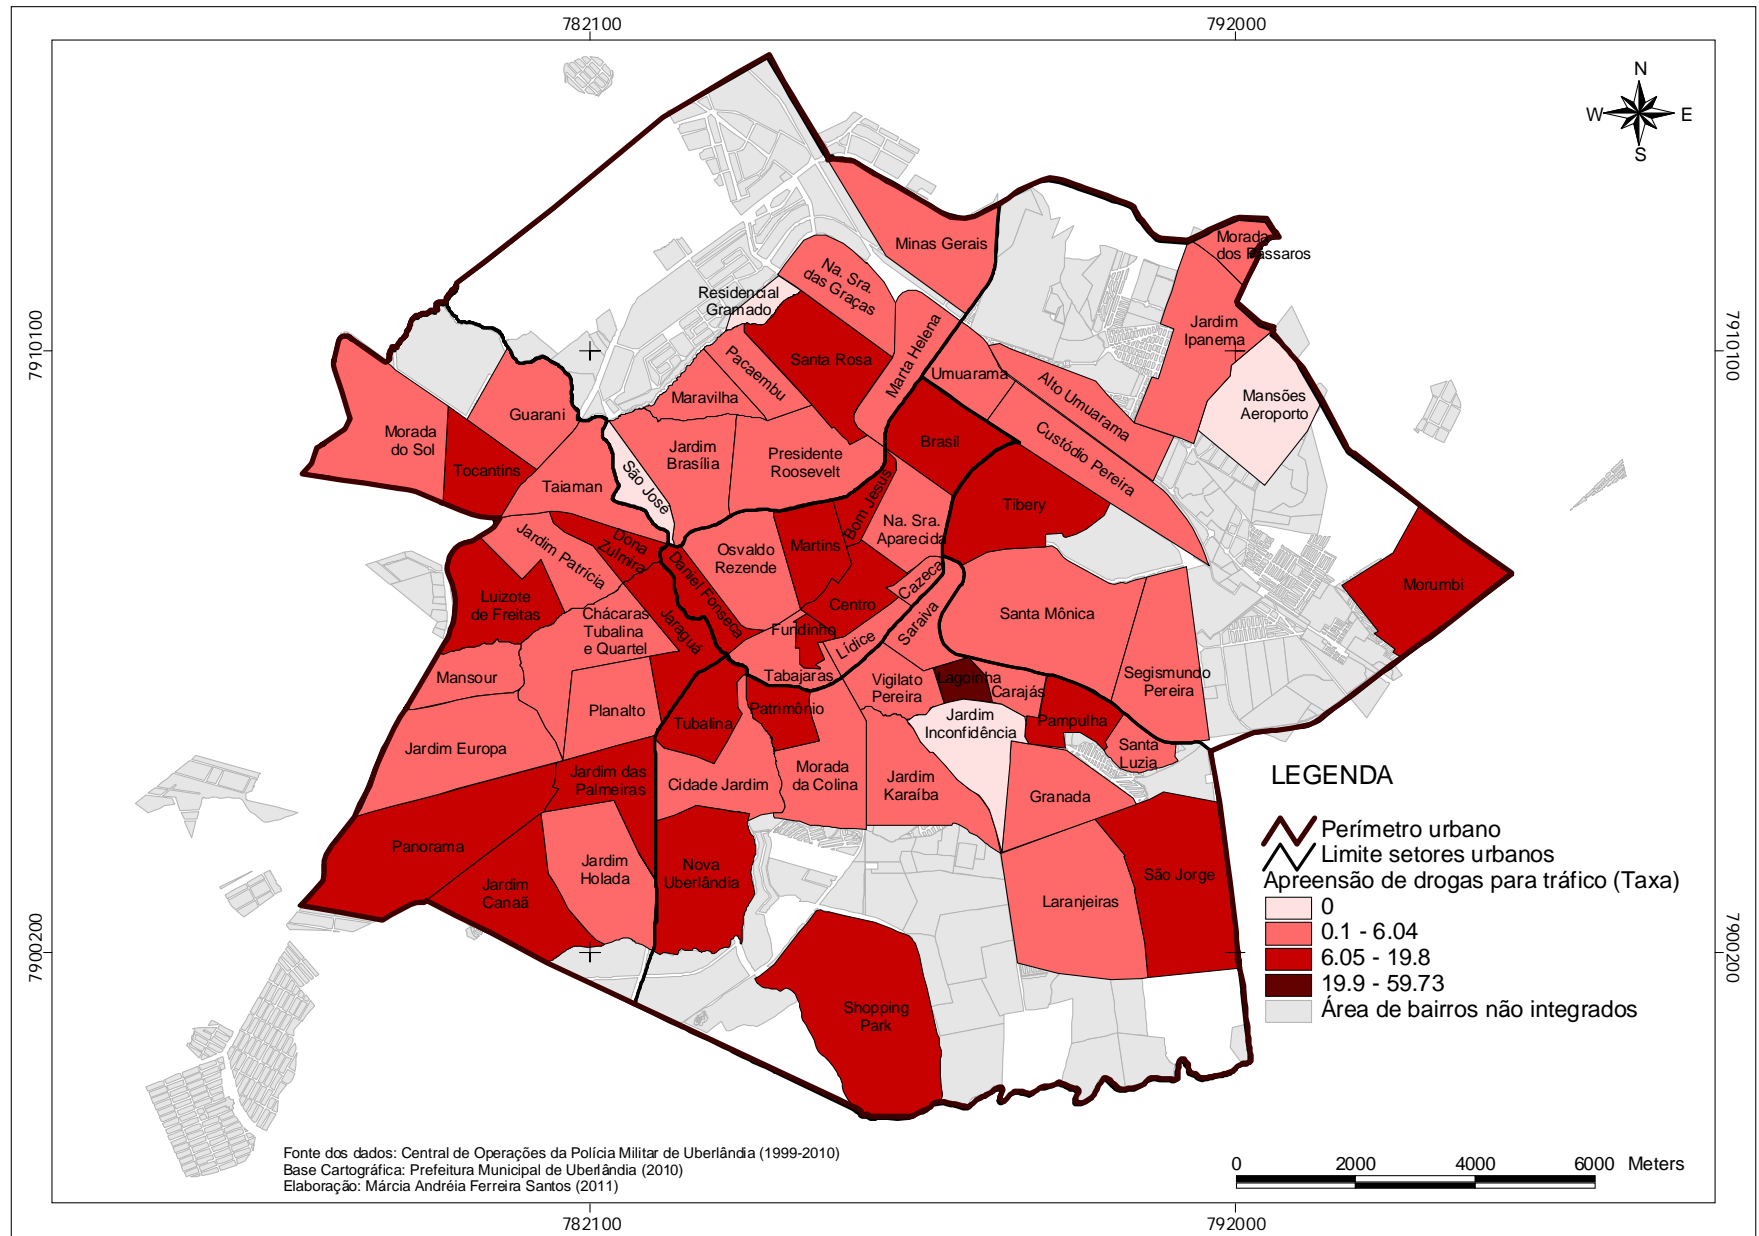 782100
792000
N
W
E
S
7910100
7910100
7900200
7900200
Minas Gerais
Morada
dos Pássaros
Na. Sra.
das Graças
Residencial
Gramado
Jardim
Ipanema
Marta Helena
Santa Rosa
Pacaembu
Maravilha
Umuarama
Alto Umuarama
Mansões
Aeroporto
Guarani
Morada
do Sol
Tocantins
Taiaman
São José
Jardim
Brasília
Presidente
Roosevelt
Brasil
Custódio Pereira
Bom Jesus
Tibery
Na. Sra.
Aparecida
Jardim Patrícia
Dona
Zulmira
Daniel Fonseca
Osvaldo
Rezende
Martins
Cazeca
Morumbi
Luizote
de Freitas
Chácaras
Tubalina
e Quartel
Jaraguá
Centro
Fundinho
Lídice
Saraiva
Santa Mônica
Mansour
Tabajaras
Vigilato
Pereira
Lagoinha
Carajás
Segismundo
Pereira
Planalto
Tubalina
Patrimônio
Jardim
Inconfidência
Pampulha
Santa
Luzia
Jardim Europa
Jardim das
Palmeiras
Cidade Jardim
Morada
da Colina
Jardim
Karaíba
Granada
Panorama
Jardim
Canaã
Jardim
Holada
Nova
Uberlândia
Laranjeiras
São Jorge
Shopping
Park
LEGENDA
Perímetro urbano
Limite setores urbanos
Apreensão de drogas para tráfico (Taxa)
0
0.1 - 6.04
6.05 - 19.8
19.9 - 59.73
Área de bairros não integrados
Fonte dos dados: Central de Operações da Polícia Militar de Uberlândia (1999-2010)
Base Cartográfica: Prefeitura Municipal de Uberlândia (2010)
Elaboração: Márcia Andréia Ferreira Santos (2011)
0 2000 4000 6000 Meters
782100
792000